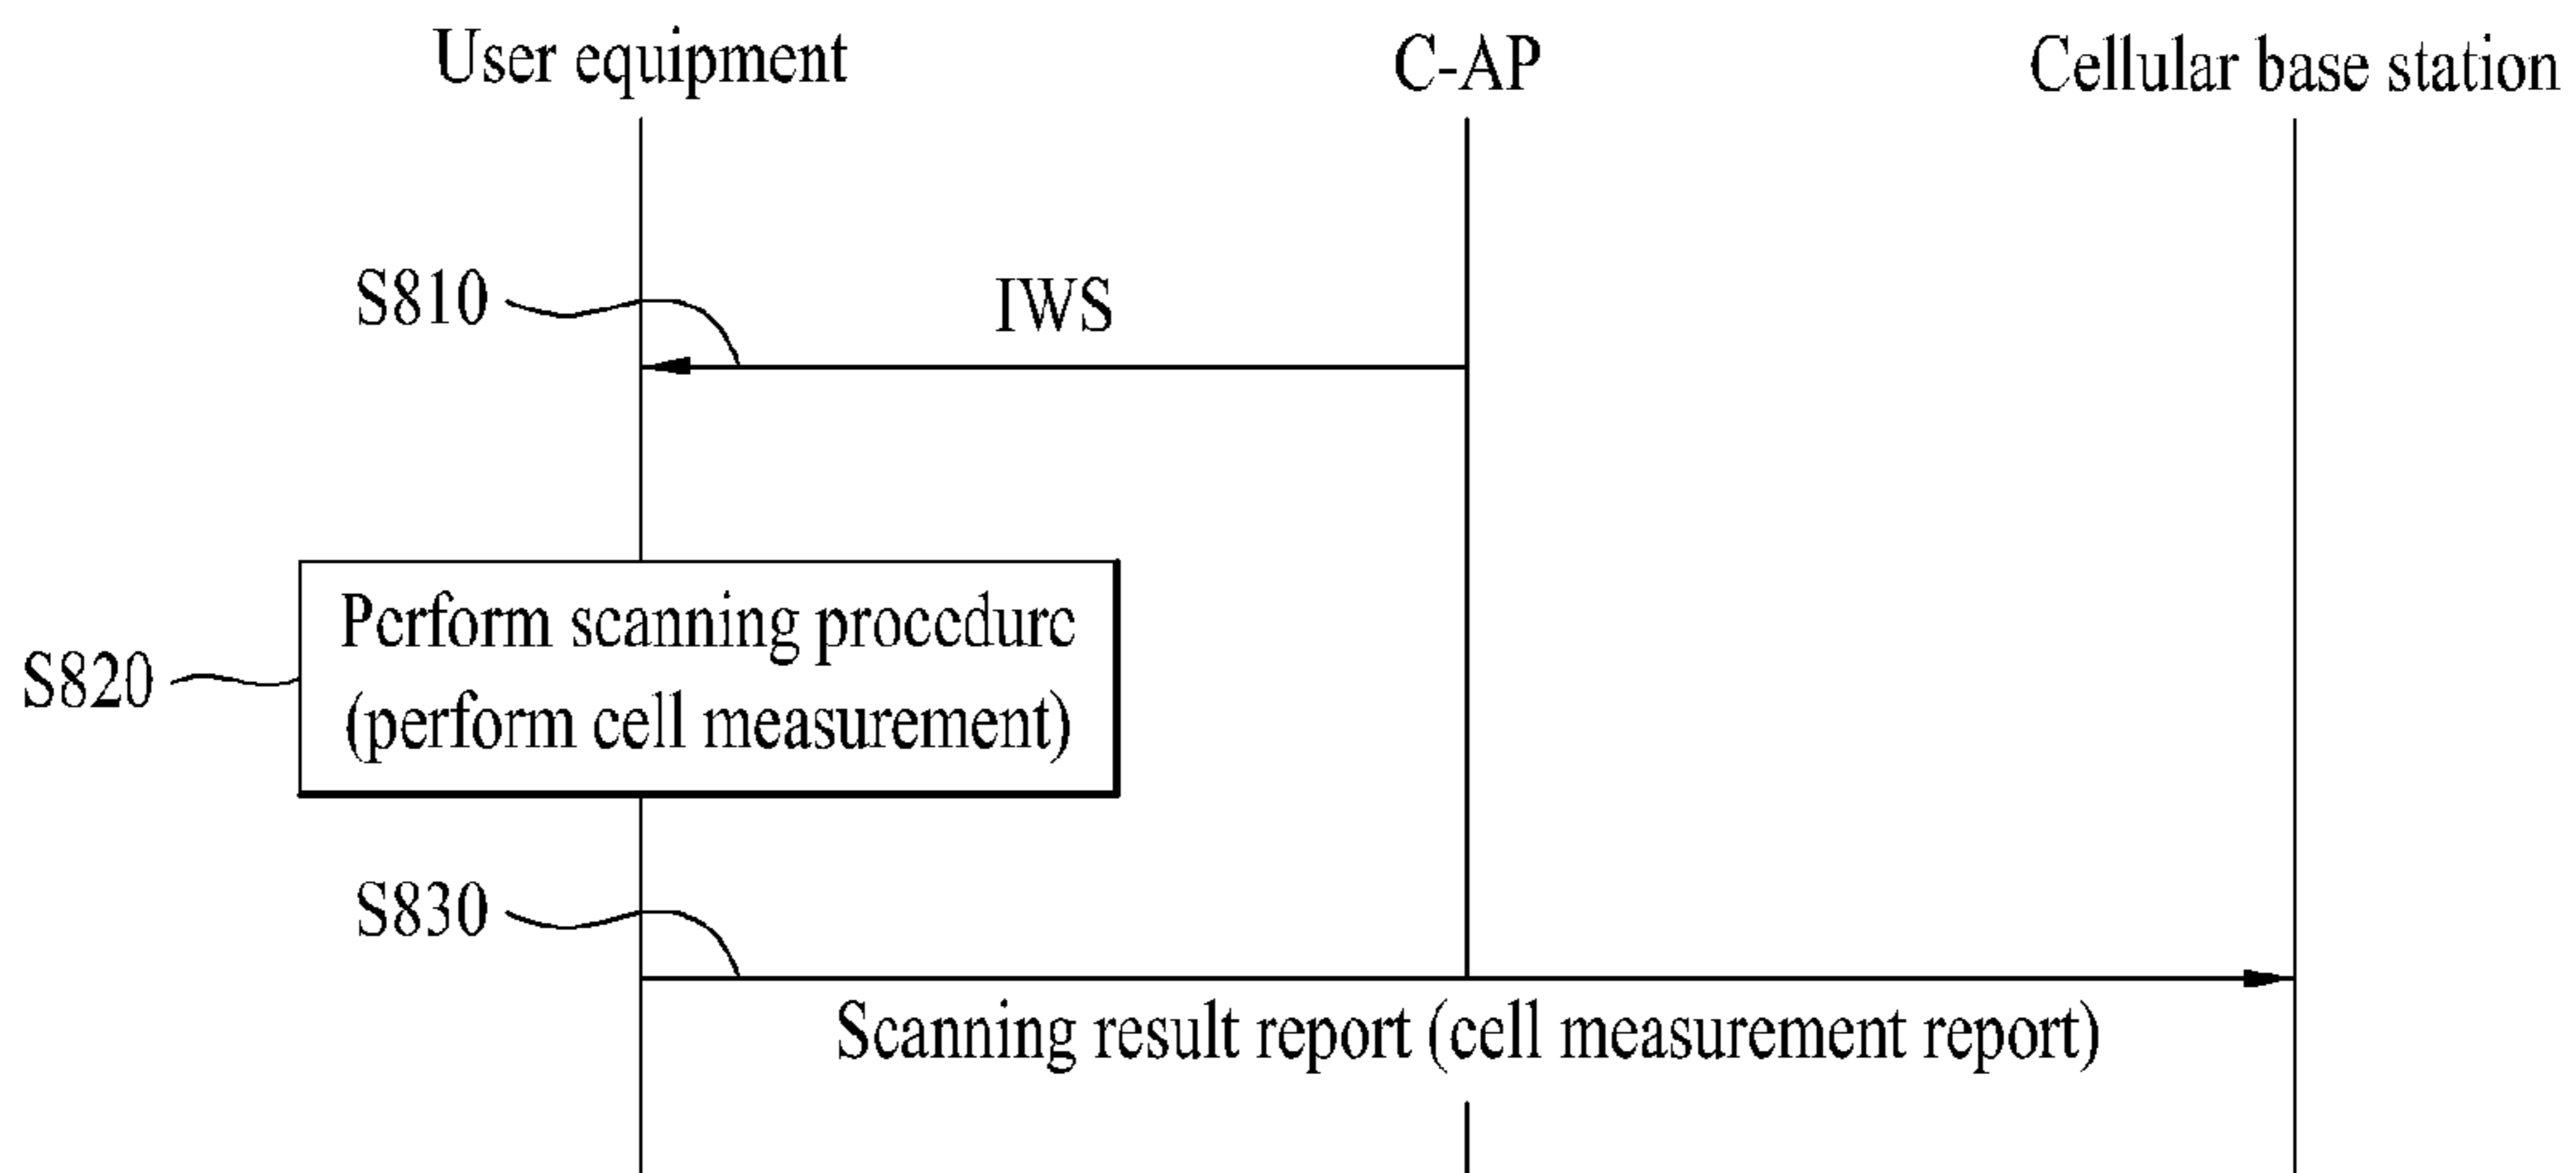 User equipment
C-AP
Cellular base station
S810
IWS
S820
Perform scanning procedure
(perform cell measurement)
S830
Scanning result report (cell measurement report)